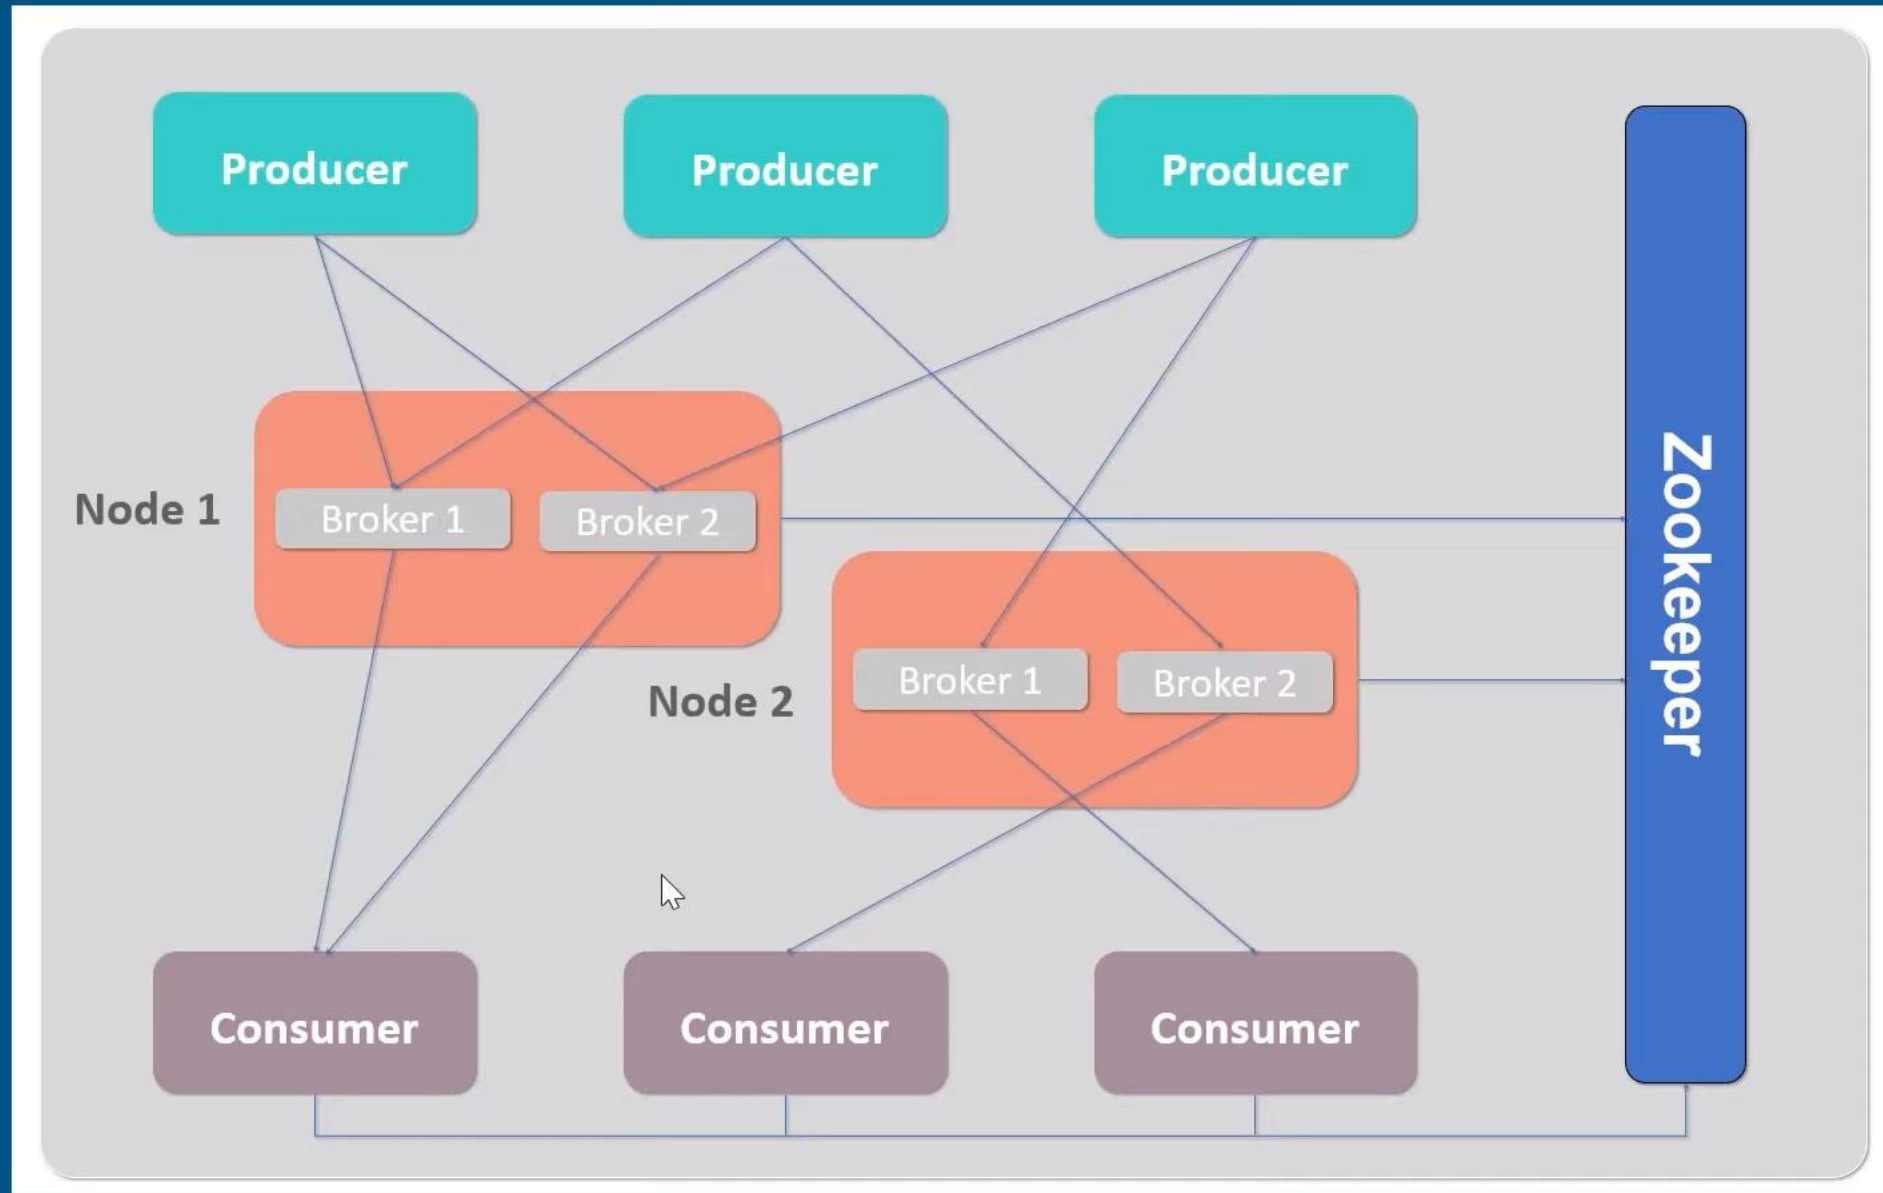 Producer
Producer
Producer
Node 1
Broker 1
Broker 2
Node 2
Broker 1
Broker 2
Zookeeper
Consumer
Consumer
Consumer